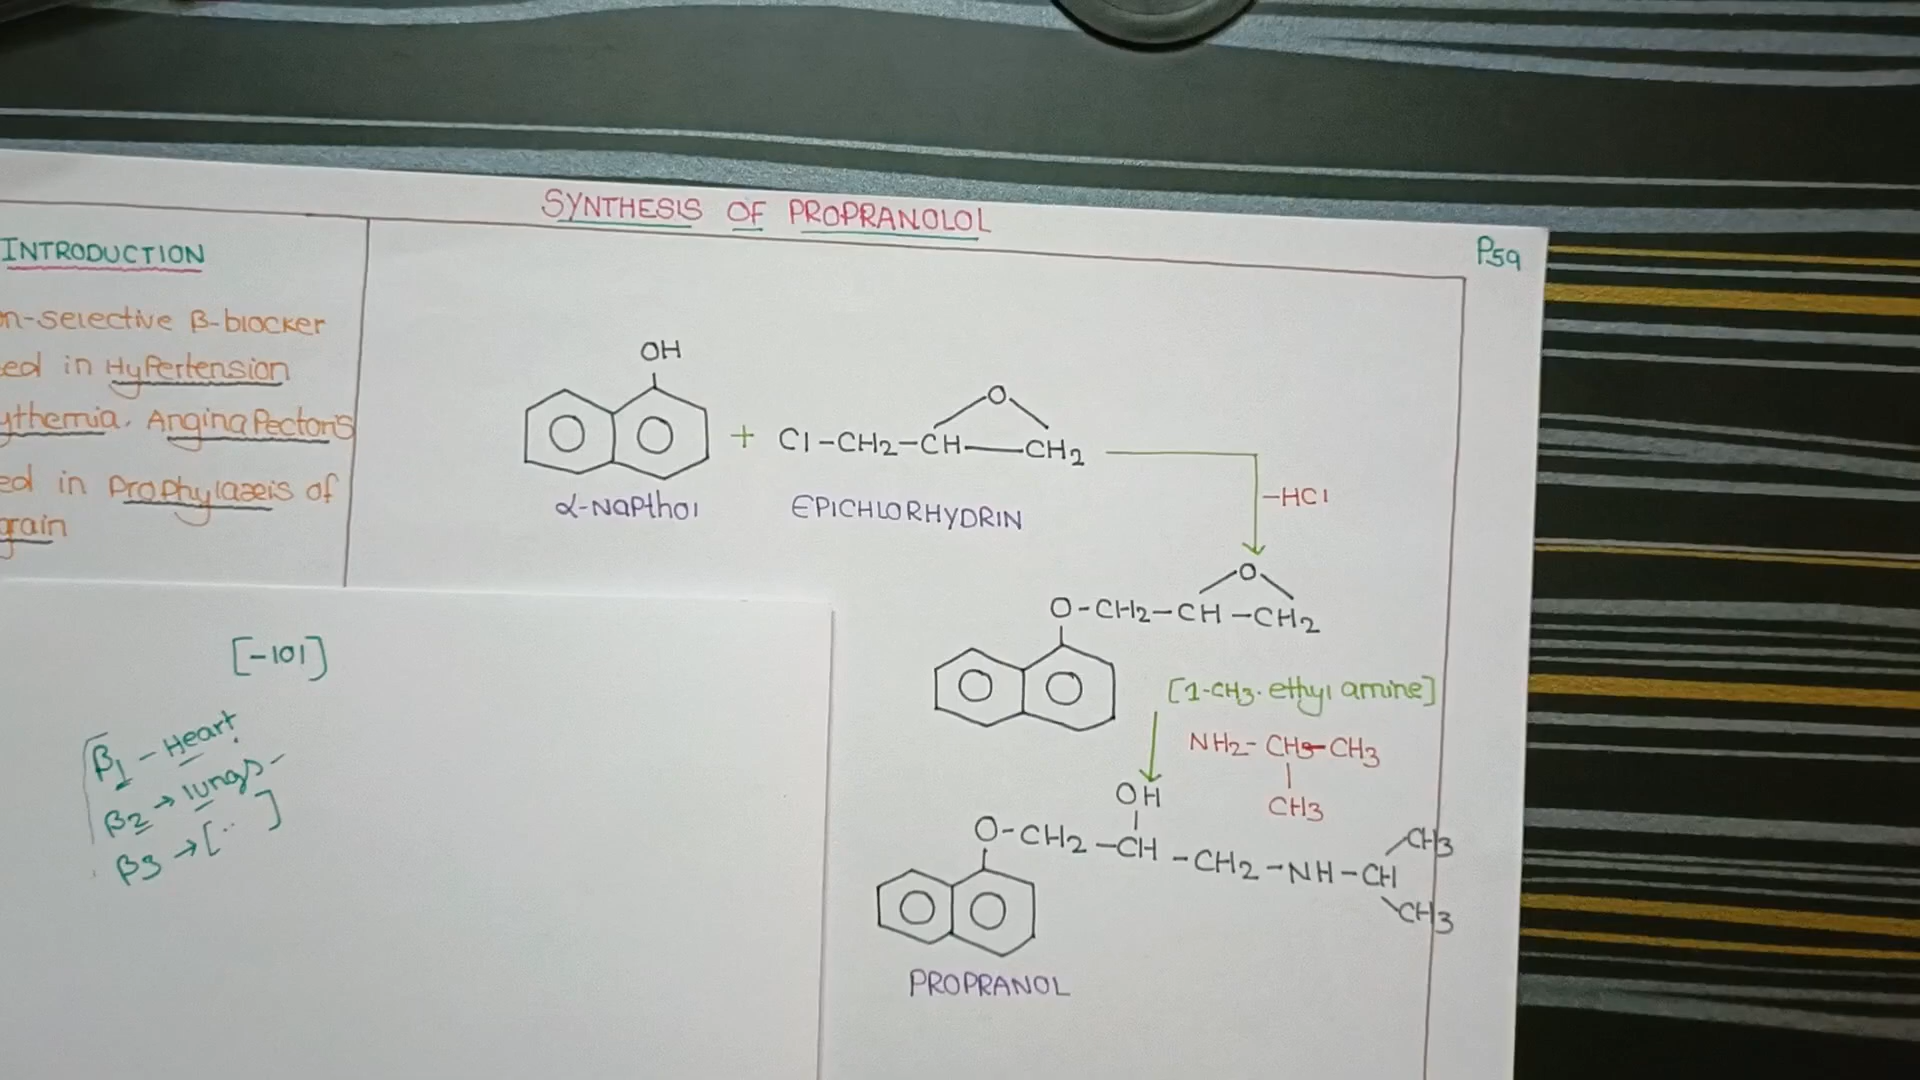 SYNTHESIS OF PROPRANOLOL
P59
INTRODUCTION
n-selective β-blocker
ed in Hypertension
ythemia, Angina Pectoris
ed in Prophylaxeis of
grain
OH
+ Cl-CH2-CH—CH2
O
α-Napthol
EPICHLORHYDRIN
-HCl
O
O-CH2-CH-CH2
[1-CH3. ethyl amine]
NH2-CH-CH3
CH3
OH
O-CH2-CH-CH2-NH-CH
CH3
CH3
PROPRANOL
[-101]
β1 - Heart
β2 → lungs-
β3 → [.. ]